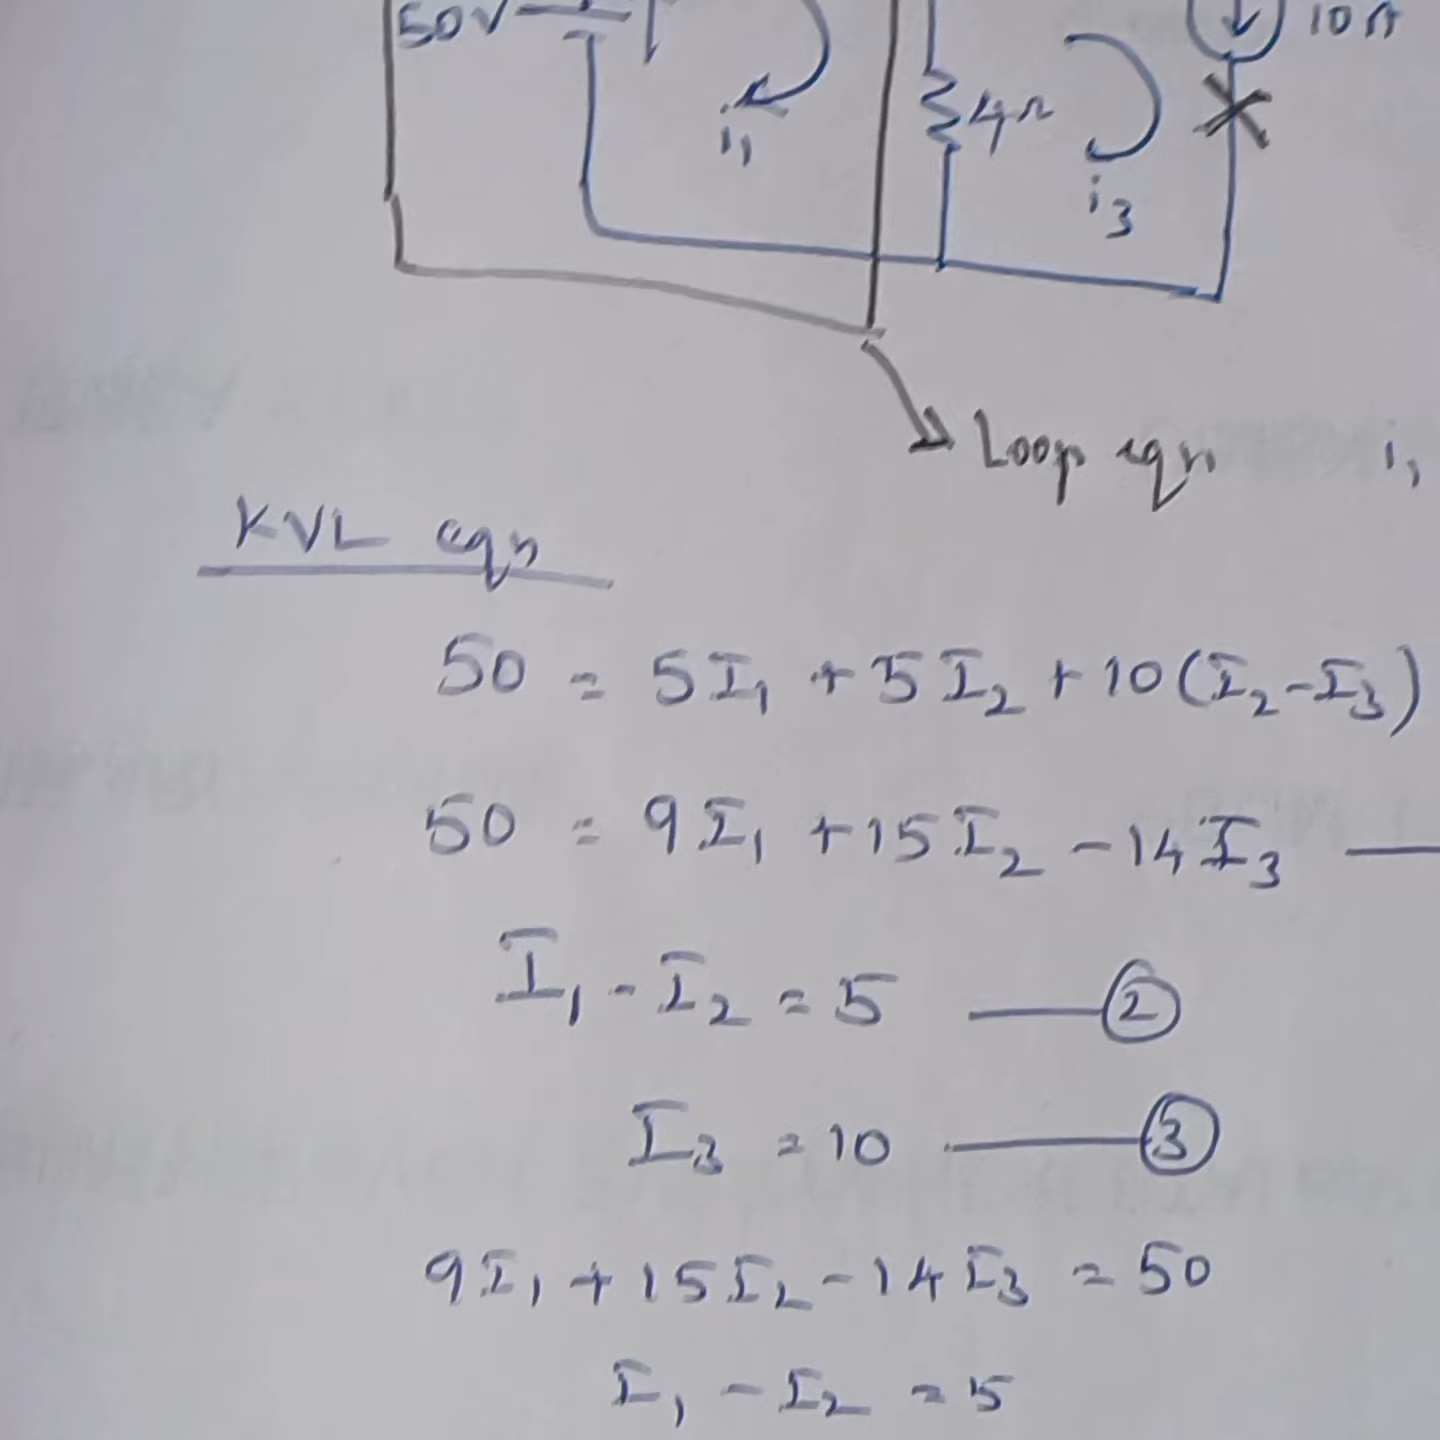 50V
10A
i₁
4Ω
i₃
Loop eqn i₁
KVL eqn
50 = 5I₁ + 5I₂ + 10(I₂-I₃)
50 = 9I₁ + 15I₂ - 14I₃
I₁ - I₂ = 5 —— ②
I₃ = 10 —— ③
9I₁ + 15I₂ - 14I₃ = 50
I₁ - I₂ = 5